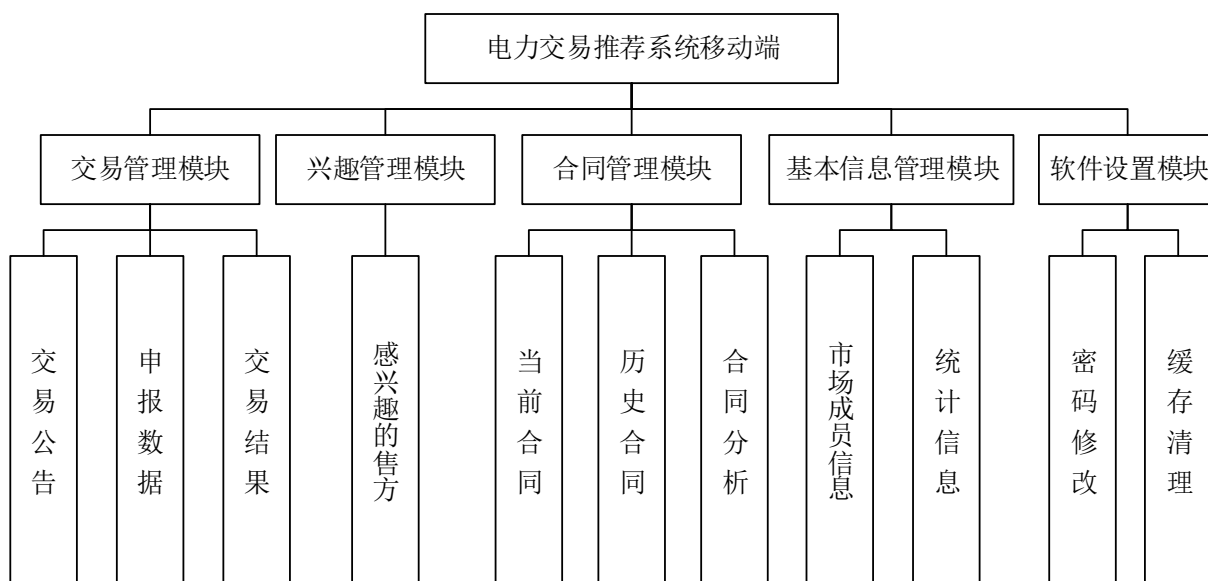 电力交易推荐系统移动端
交易管理模块
兴趣管理模块
合同管理模块
基本信息管理模块
软件设置模块
交易公告
申报数据
交易结果
感兴趣的售方
当前合同
历史合同
合同分析
市场成员信息
统计信息
密码修改
缓存清理